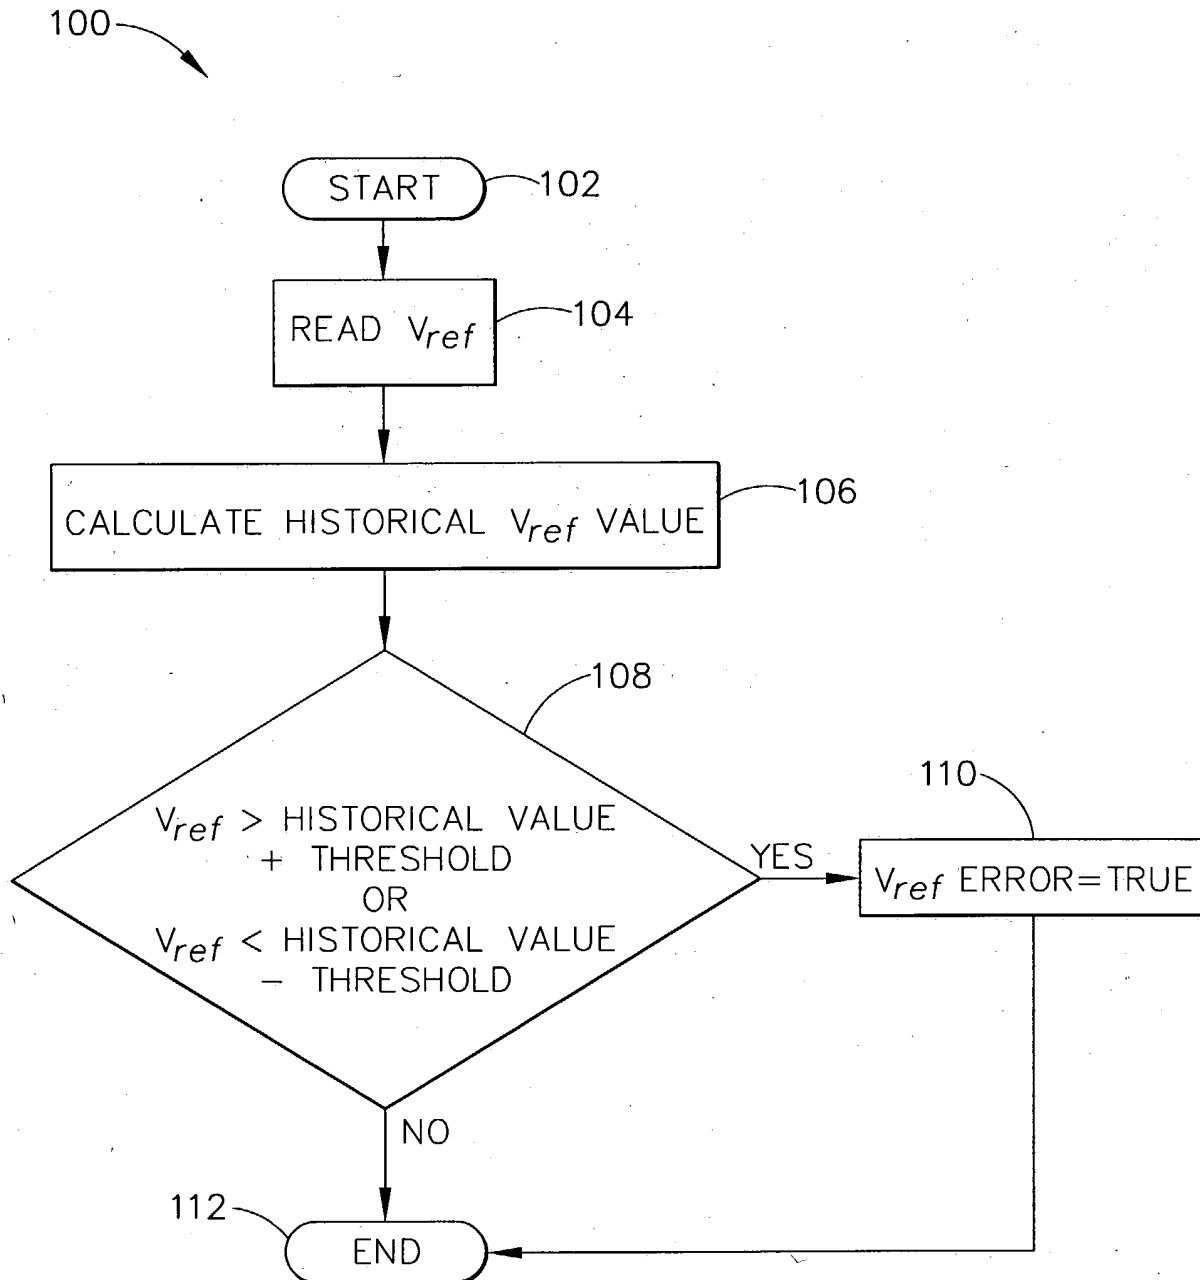 100
START
102
READ Vref
104
CALCULATE HISTORICAL Vref VALUE
106
108
Vref > HISTORICAL VALUE
+ THRESHOLD
OR
Vref < HISTORICAL VALUE
- THRESHOLD
YES
110
Vref ERROR=TRUE
NO
112
END